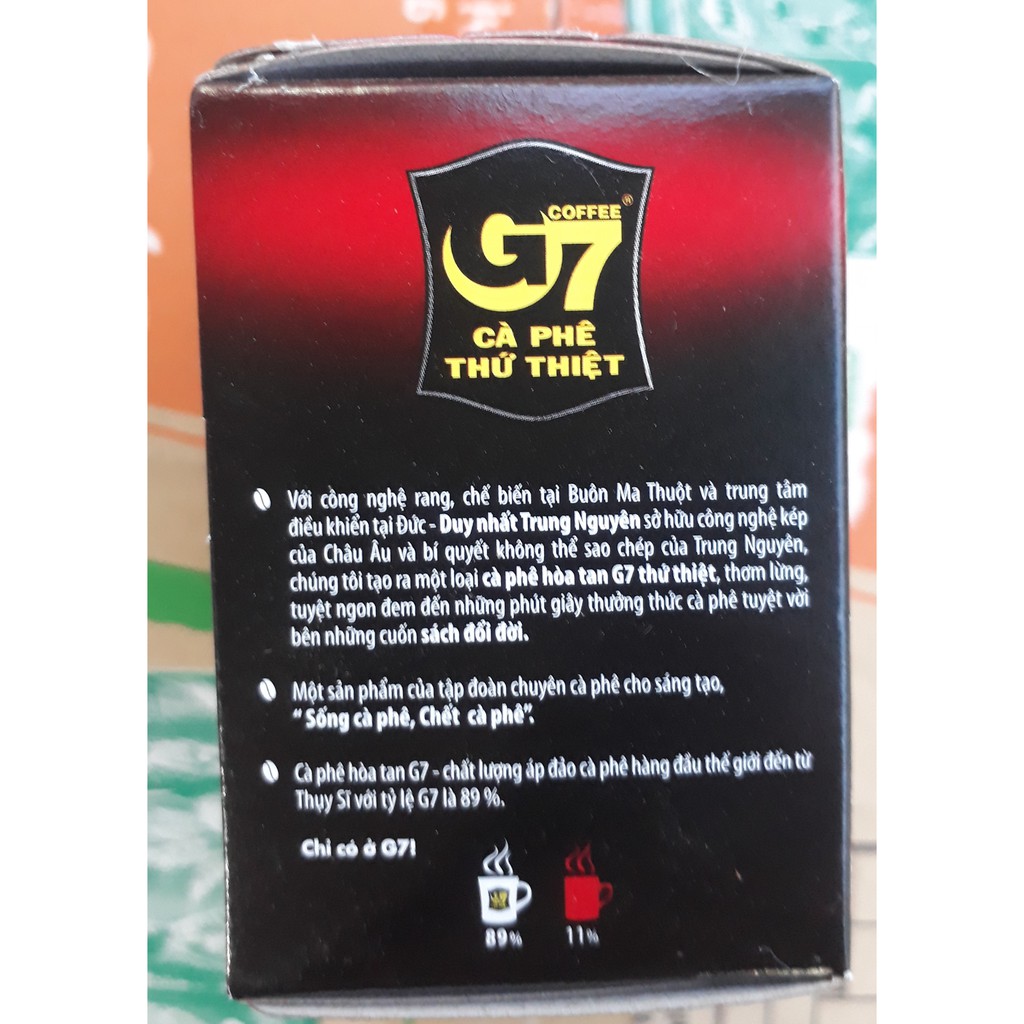 COFFEE
G7
®
CÀ PHÊ
THỨ THIỆT
Với công nghệ rang, chế biến tại Buôn Ma Thuột và trung tâm
điều khiển tại Đức - Duy nhất Trung Nguyên sở hữu công nghệ kép
của Châu Âu và bí quyết không thể sao chép của Trung Nguyên,
chúng tôi tạo ra một loại cà phê hòa tan G7 thứ thiệt, thơm lừng,
tuyệt ngon đem đến những phút giây thưởng thức cà phê tuyệt vời
bên những cuốn sách đổi đời.
Một sản phẩm của tập đoàn chuyên cà phê cho sáng tạo,
" Sống cà phê, Chết cà phê".
Cà phê hòa tan G7 - chất lượng áp đảo cà phê hàng đầu thế giới đến từ
Thụy Sĩ với tỷ lệ G7 là 89 %.
Chỉ có ở G7!
89% 11%